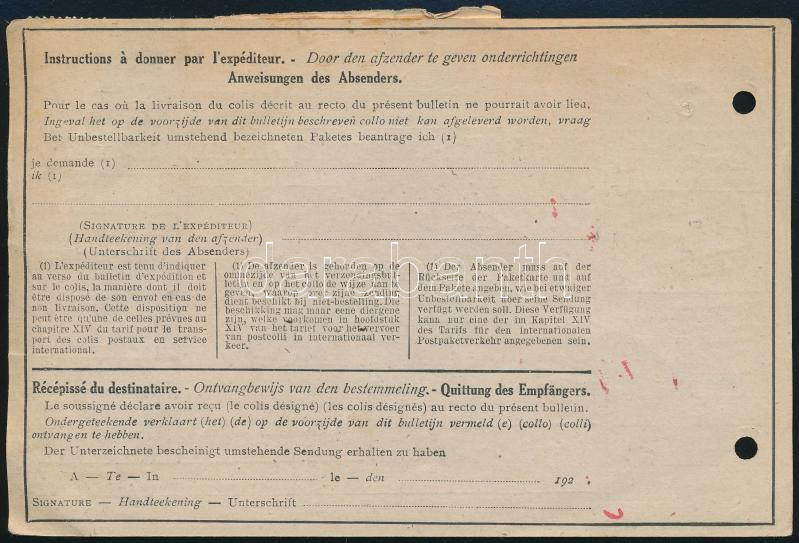 Instructions à donner par l'expéditeur. - Door den afzender te geven onderrichtingen
Anweisungen des Absenders.
Pour le cas où la livraison du colis décrit au recto du présent bulletin ne pourrait avoir lieu.
Ingeval het op de voorzijde van dit bulletijn beschreven collo niet kan afgeleverd worden, vraag
Bet Unbestellbarkeit umstehend bezeichneten Paketes beantrage ich (1)
je demande (1)
ik (1)
(SIGNATURE DE L'EXPÉDITEUR)
(Handteekening van den afzender)
(Unterschrift des Absenders)
(1) L'expéditeur est tenu d'indiquer
au verso du bulletin d'expédition et
sur le colis, la manière dont il doit
être disposé de son envoi en cas de
non livraison. Cette disposition ne
peut être qu'une de celles prévues au
chapitre XIV du tarif pour le trans-
port des colis postaux en service
international.
(1) De afzender is gehouden op de
ommezijde van het verzendingsbul-
letijn en op het collo de wijze aan te
geven, waarop over zijne zending
dient beschikt bij niet-bestelling. Die
beschikking mag maar eene diergene
zijn, welke voorkomen in hoofdstuk
XIV van het tarief voor het vervoer
van postcolli in internationaal ver-
keer.
(1) Der Absender muss auf der
Rückseite der Paketkarte und auf
dem Pakete angeben, wie bei etwaiger
Unbestellbarkeit über seine Sendung
verfügt werden soll. Diese Verfügung
kann nur eine der im Kapitel XIV
des Tarifs für den internationalen
Postpaketverkehr angegebenen sein.
darabanth
Récépissé du destinataire. - Ontvangbewijs van den bestemmeling. - Quittung des Empfängers.
Le soussigné déclare avoir reçu (le colis désigné) (les colis désignés) au recto du présent bulletin.
Ondergeteekende verklaart (het) (de) op de voorzijde van dit bulletijn vermeld (e) (collo) (colli)
ontvangen te hebben.
Der Unterzeichnete bescheinigt umstehende Sendung erhalten zu haben
A — Te — In le — den 192 .
SIGNATURE — Handteekening — Unterschrift